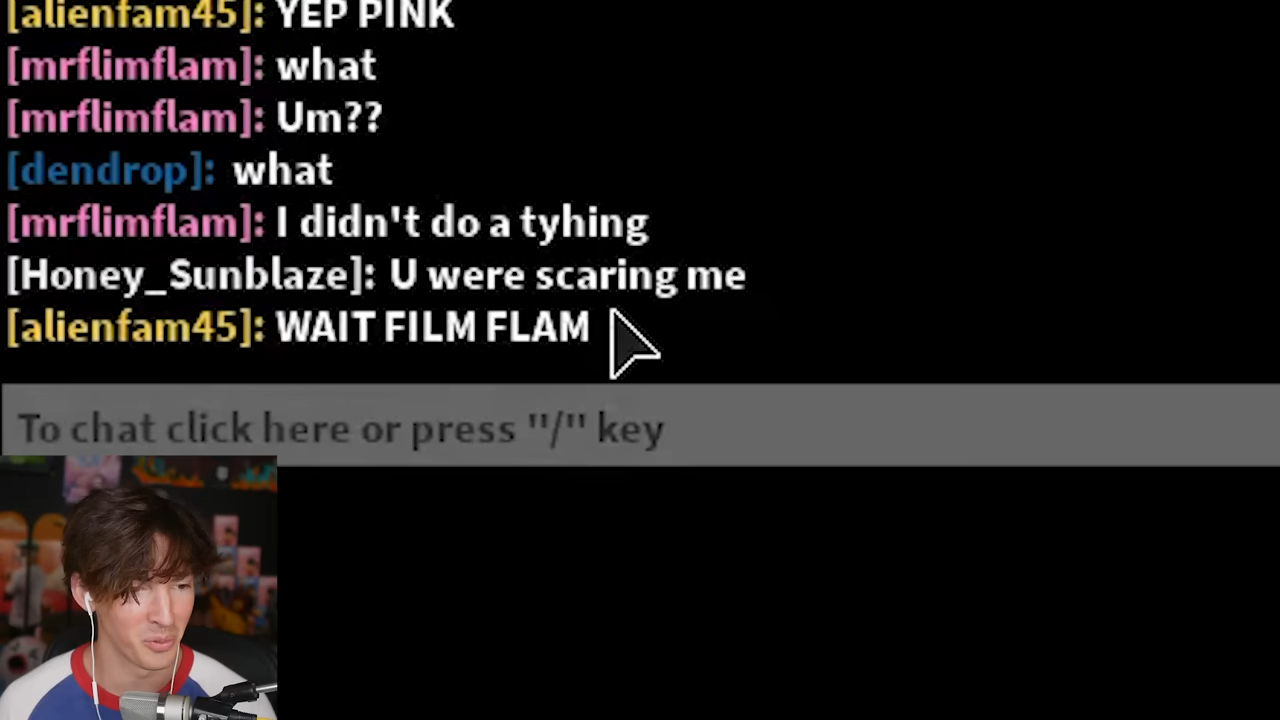 [alienfam45]: YEP PINK
[mrflimflam]: what
[mrflimflam]: Um??
[dendrop]: what
[mrflimflam]: I didn't do a tyhing
[Honey_Sunblaze]: U were scaring me
[alienfam45]: WAIT FILM FLAM
To chat click here or press "/" key